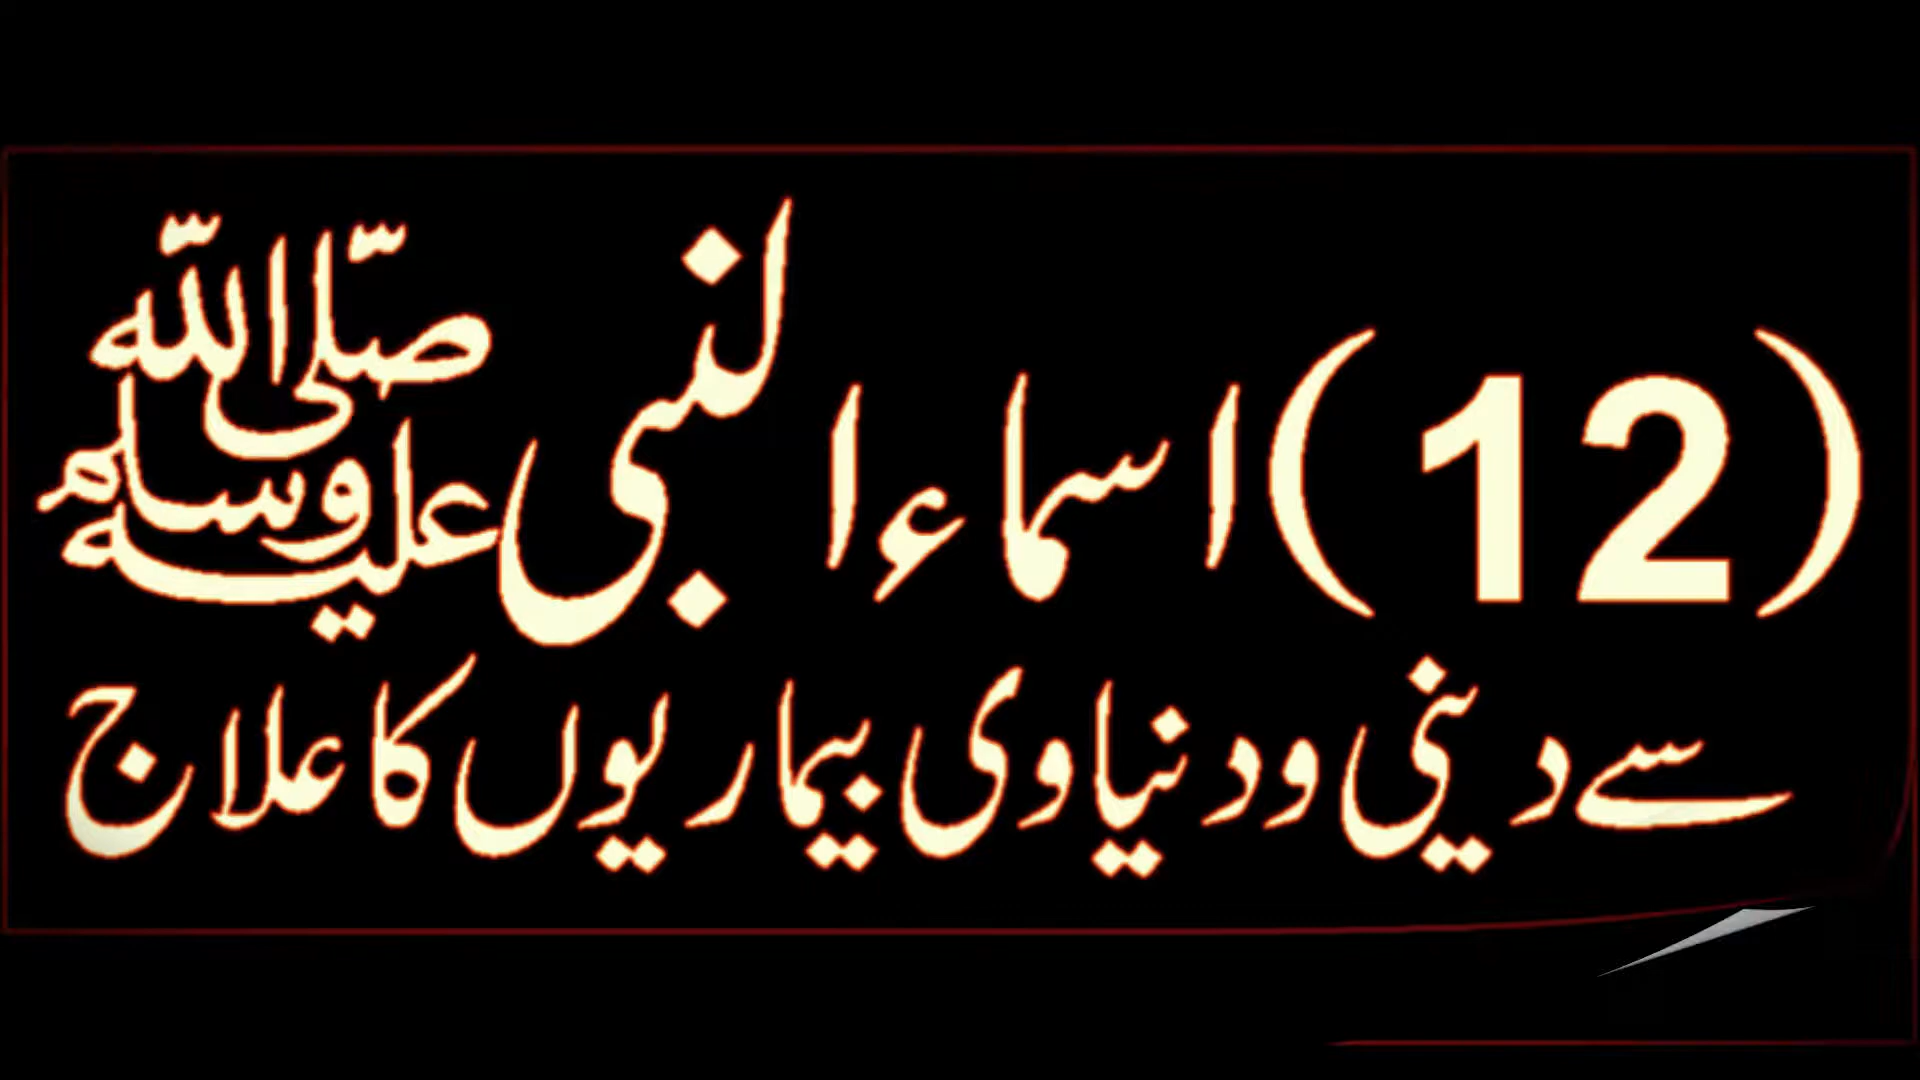 (12) اسماء النبی صلی اللہ علیہ وسلم
سے دینی و دنیاوی بیماریوں کا علاج